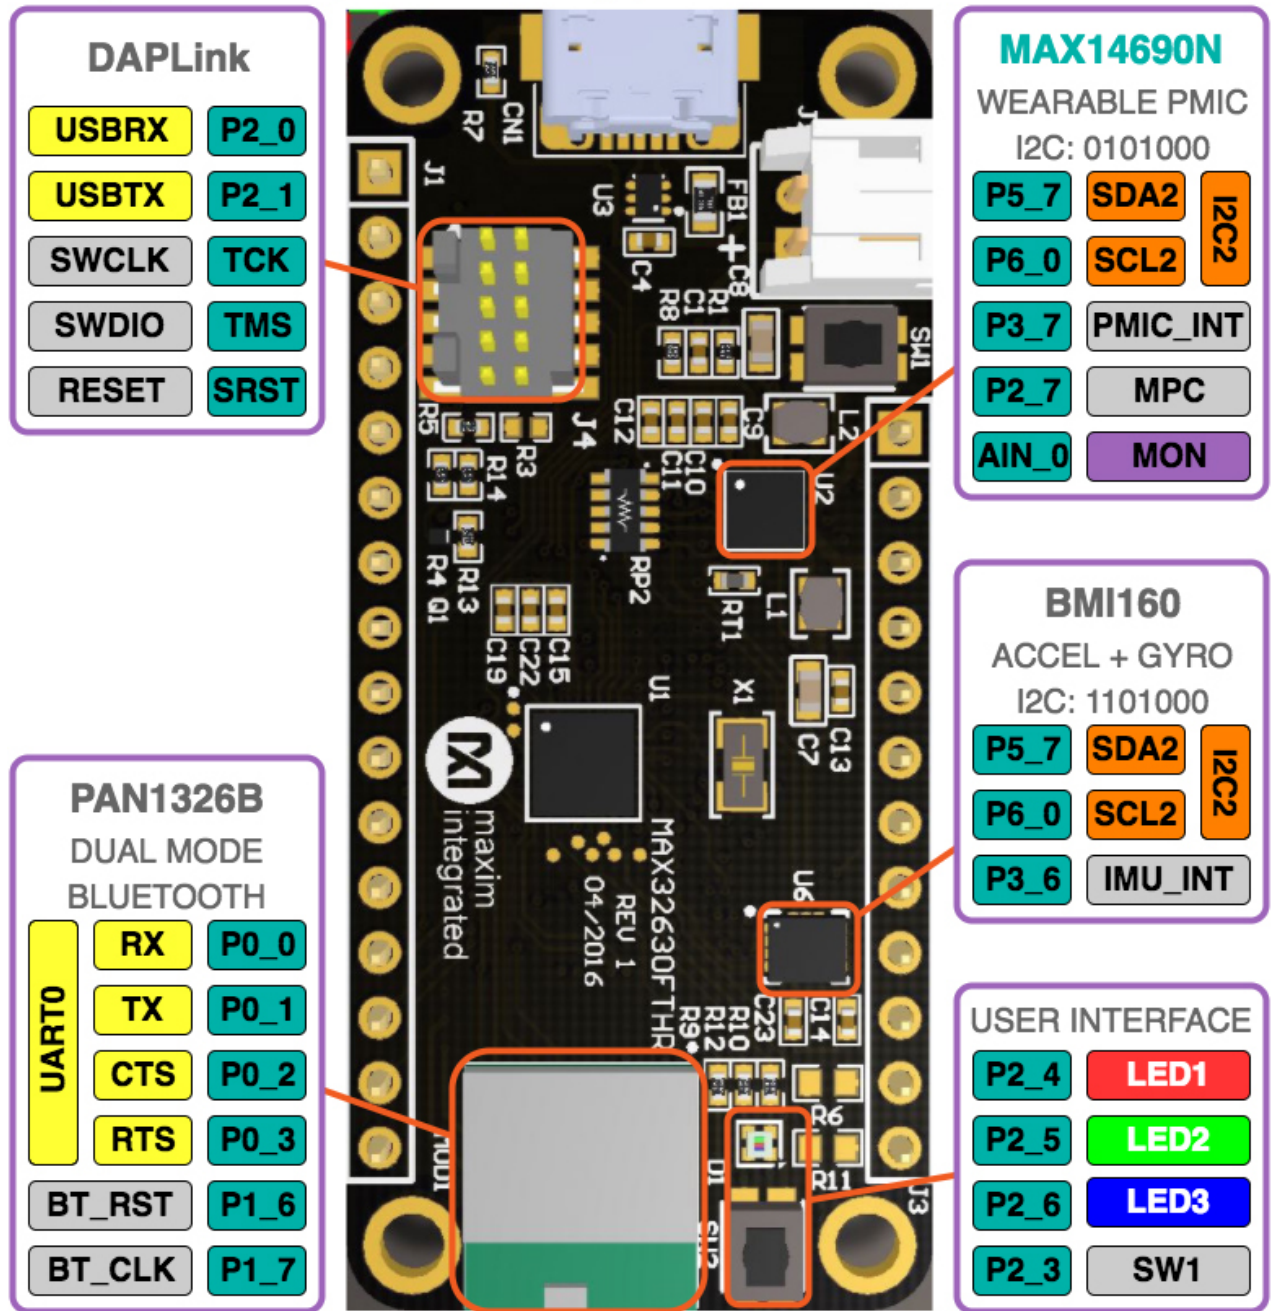 DAPLink
USBRX P2_0
USBTX P2_1
SWCLK TCK
SWDIO TMS
RESET SRST
PAN1326B
DUAL MODE
BLUETOOTH
UART0
RX P0_0
TX P0_1
CTS P0_2
RTS P0_3
BT_RST P1_6
BT_CLK P1_7
R7
CN1
J1
U3
FB1
C4
+
C8
R8
C1
R1
SW1
R5
R3
J4
C12
C11
C10
C9
L2
R14
U2
R4
Q1
R13
RP2
RT1
L1
C19
C22
C15
U1
X1
C7
C13
maxim
integrated
MAX32630FTHR
REV 1
04/2016
U6
C23
C14
R9
R12
R10
R6
R11
D1
J3
MAX14690N
WEARABLE PMIC
I2C: 0101000
P5_7 SDA2
P6_0 SCL2
I2C2
P3_7 PMIC_INT
P2_7 MPC
AIN_0 MON
BMI160
ACCEL + GYRO
I2C: 1101000
P5_7 SDA2
P6_0 SCL2
I2C2
P3_6 IMU_INT
USER INTERFACE
P2_4 LED1
P2_5 LED2
P2_6 LED3
P2_3 SW1